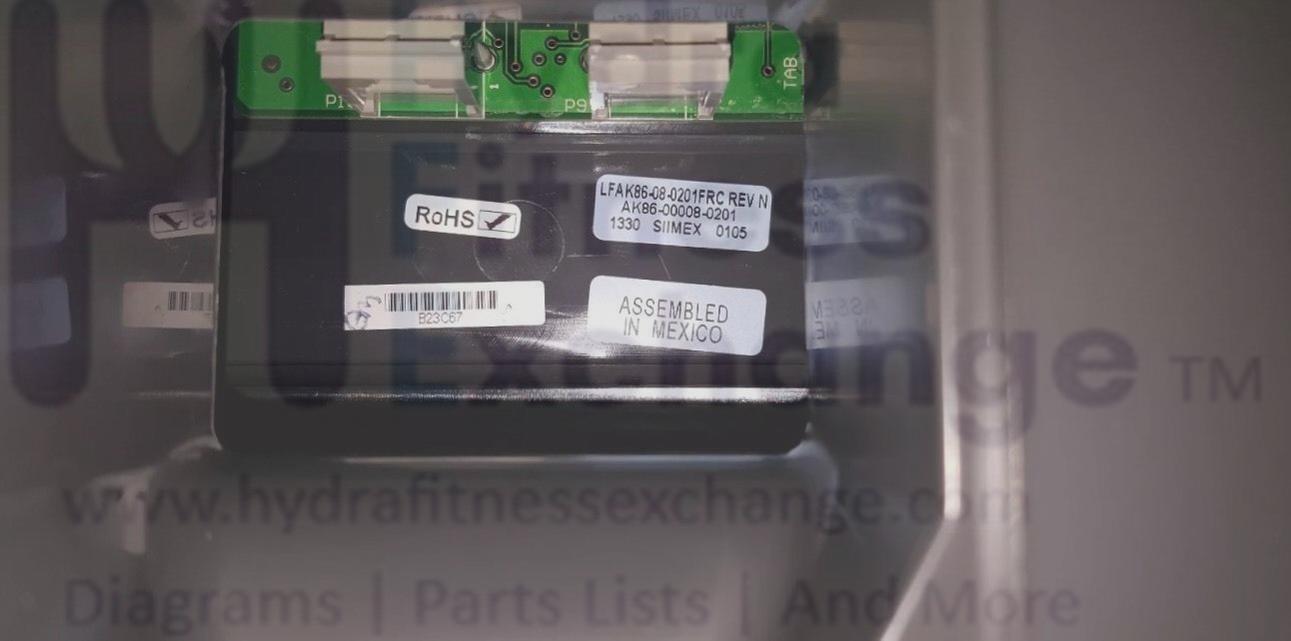 TAB
1
P9
RoHS
LFAK86-08-0201FRC REV N
AK86-00008-0201
1330 SIIMEX 0105
B23C67
ASSEMBLED
IN MEXICO
Fitness
Exchange TM
www.hydrafitnessexchange.com
Diagrams | Parts Lists | And More